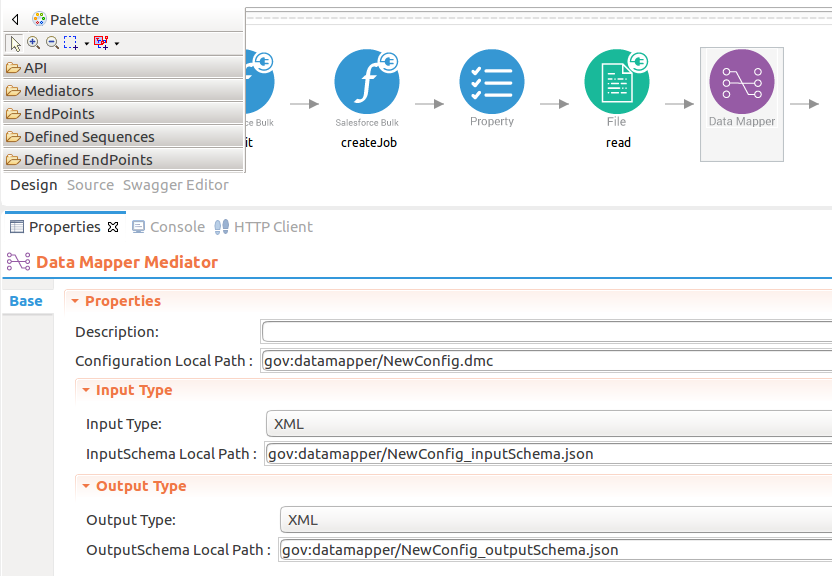 Palette
API
Mediators
EndPoints
Defined Sequences
Defined EndPoints
ce Bulk
it
Salesforce Bulk
createJob
Property
File
read
Data Mapper
Design Source Swagger Editor
Properties Console HTTP Client
Data Mapper Mediator
Base
Properties
Description:
Configuration Local Path : gov:datamapper/NewConfig.dmc
Input Type
Input Type: XML
InputSchema Local Path : gov:datamapper/NewConfig_inputSchema.json
Output Type
Output Type: XML
OutputSchema Local Path : gov:datamapper/NewConfig_outputSchema.json